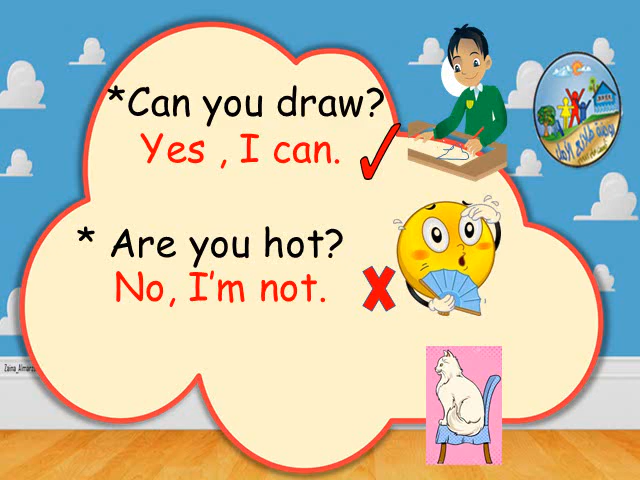 *Can you draw?
Yes , I can.
* Are you hot?
No, I'm not.